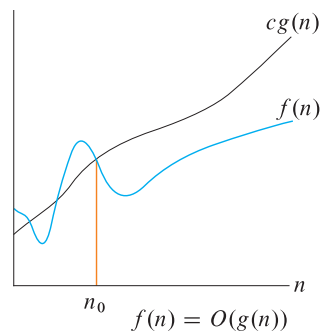 cg(n)
f(n)
n
n₀
f(n) = O(g(n))